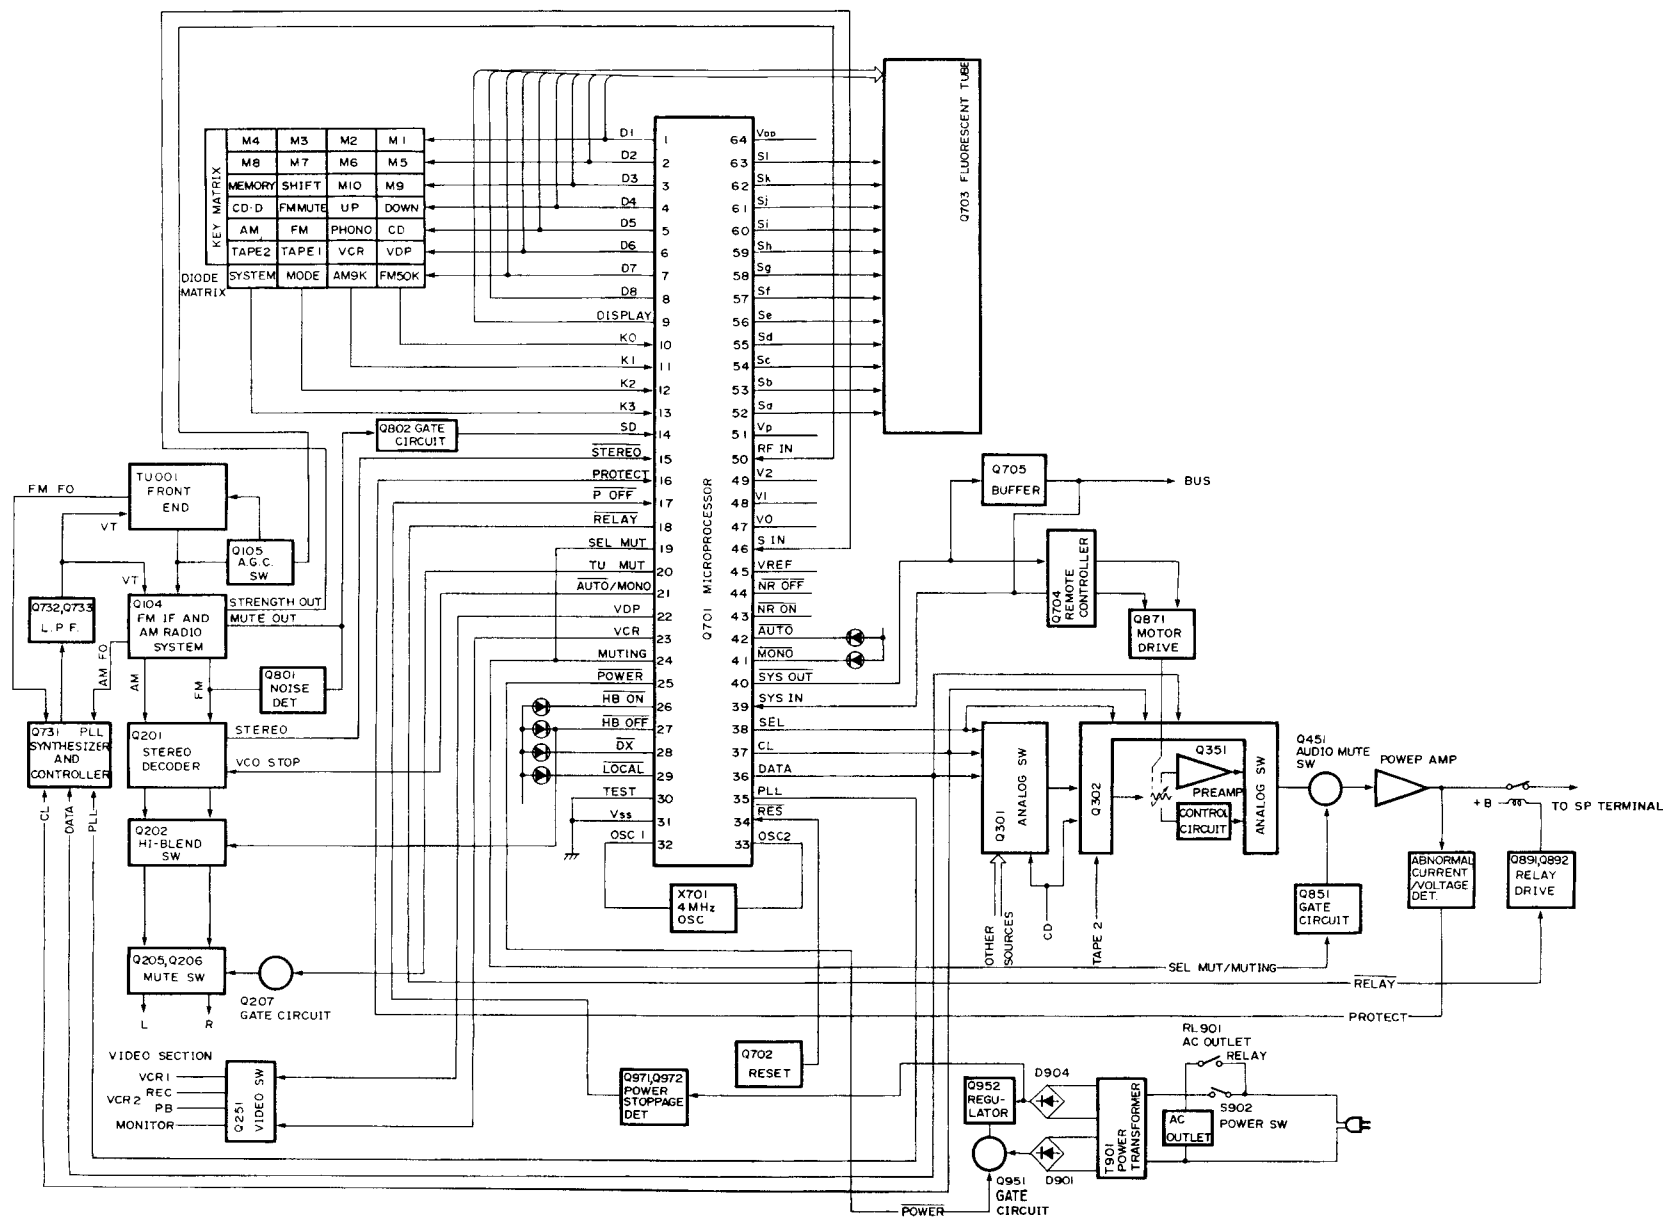 KEY MATRIX
M4 M3 M2 M1
M8 M7 M6 M5
MEMORY SHIFT M10 M9
CD-D FMMUTE UP DOWN
AM FM PHONO CD
TAPE2 TAPE1 VCR VDP
DIODE MATRIX
SYSTEM MODE AM9K FM50K
Q701 MICROPROCESSOR
D1 1
D2 2
D3 3
D4 4
D5 5
D6 6
D7 7
D8 8
DISPLAY 9
K0 10
K1 11
K2 12
K3 13
SD 14
STEREO 15
PROTECT 16
P OFF 17
RELAY 18
SEL MUT 19
TU MUT 20
AUTO/MONO 21
VDP 22
VCR 23
MUTING 24
POWER 25
HB ON 26
HB OFF 27
DX 28
LOCAL 29
TEST 30
Vss 31
OSC 1 32
64 VDD
63 Sl
62 Sk
61 Sj
60 Si
59 Sh
58 Sg
57 Sf
56 Se
55 Sd
54 Sc
53 Sb
52 Sa
51 Vp
50 RF IN
49 V2
48 V1
47 V0
46 S IN
45 VREF
44 NR OFF
43 NR ON
42 AUTO
41 MONO
40 SYS OUT
39 SYS IN
38 SEL
37 CL
36 DATA
35 PLL
34 RES
33 OSC2
Q703 FLUORESCENT TUBE
Q802 GATE
CIRCUIT
TU001
FRONT
END
FM FO
VT
Q105
A.G.C.
SW
VT
Q732,Q733
L.P.F.
Q104
FM IF AND
AM RADIO
SYSTEM
STRENGTH OUT
MUTE OUT
AM FO
AM
FM
Q801
NOISE
DET
Q731 PLL
SYNTHESIZER
AND
CONTROLLER
Q201
STEREO
DECODER
STEREO
VCO STOP
CL
DATA
PLL
Q202
HI-BLEND
SW
Q205,Q206
MUTE SW
L
R
Q207
GATE CIRCUIT
VIDEO SECTION
VCR1
VCR2
REC
PB
MONITOR
Q251
VIDEO SW
X701
4MHz
OSC
Q702
RESET
Q971,Q972
POWER
STOPPAGE
DET
Q705
BUFFER
BUS
Q704
REMOTE
CONTROLLER
Q871
MOTOR
DRIVE
Q301
ANALOG SW
Q302
Q351
PREAMP
CONTROL
CIRCUIT
ANALOG SW
Q451
AUDIO MUTE
SW
POWEP AMP
+B
TO SP TERMINAL
OTHER
SOURCES
CD
TAPE 2
Q851
GATE
CIRCUIT
ABNORMAL
CURRENT
/VOLTAGE
DET.
Q891,Q892
RELAY
DRIVE
SEL MUT/MUTING
RELAY
PROTECT
RL901
AC OUTLET
RELAY
Q952
REGU-
LATOR
D904
D901
Q951
GATE
CIRCUIT
T901
POWER
TRANSFORMER
AC
OUTLET
S902
POWER SW
POWER